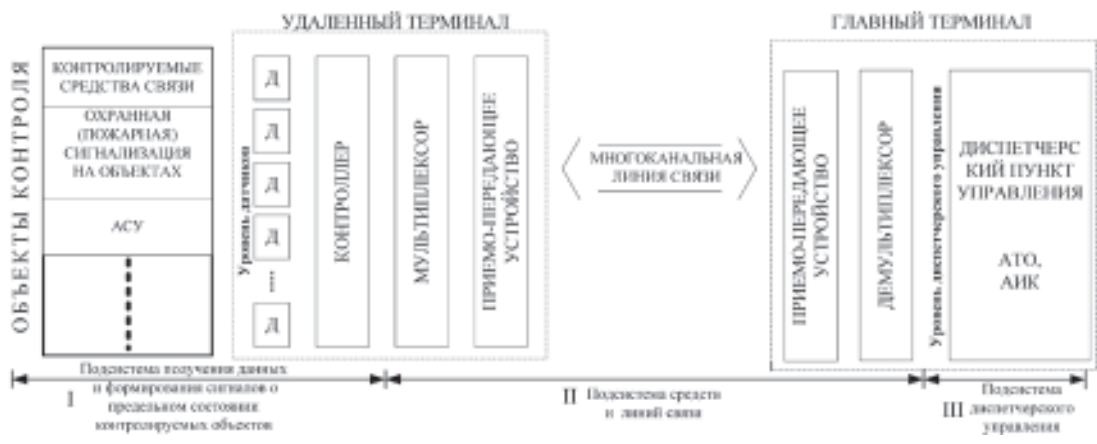 УДАЛЕННЫЙ ТЕРМИНАЛ
ГЛАВНЫЙ ТЕРМИНАЛ
ОБЪЕКТЫ КОНТРОЛЯ
КОНТРОЛИРУЕМЫЕ
СРЕДСТВА СВЯЗИ
ОХРАННАЯ
(ПОЖАРНАЯ)
СИГНАЛИЗАЦИЯ
НА ОБЪЕКТАХ
АСУ
Уровень датчиков
Д
Д
Д
Д
....
Д
КОНТРОЛЛЕР
МУЛЬТИПЛЕКСОР
ПРИЕМО-ПЕРЕДАЮЩЕЕ
УСТРОЙСТВО
МНОГОКАНАЛЬНАЯ
ЛИНИЯ СВЯЗИ
ПРИЕМО-ПЕРЕДАЮЩЕЕ
УСТРОЙСТВО
ДЕМУЛЬТИПЛЕКСОР
Уровень диспетчерского управления
ДИСПЕТЧЕРС
КИЙ ПУНКТ
УПРАВЛЕНИЯ
АТО,
АИК
I
Подсистема получения данных
и формирования сигналов о
предельном состоянии
контролируемых объектов
II
Подсистема средств
и линий связи
III
Подсистема
диспетчерского
управления